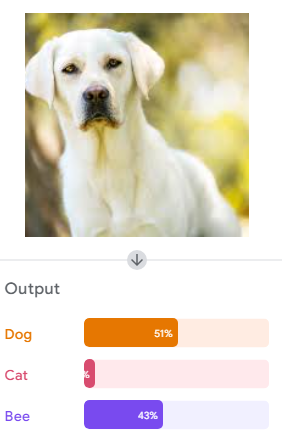 Output
Dog 51%
Cat %
Bee 43%